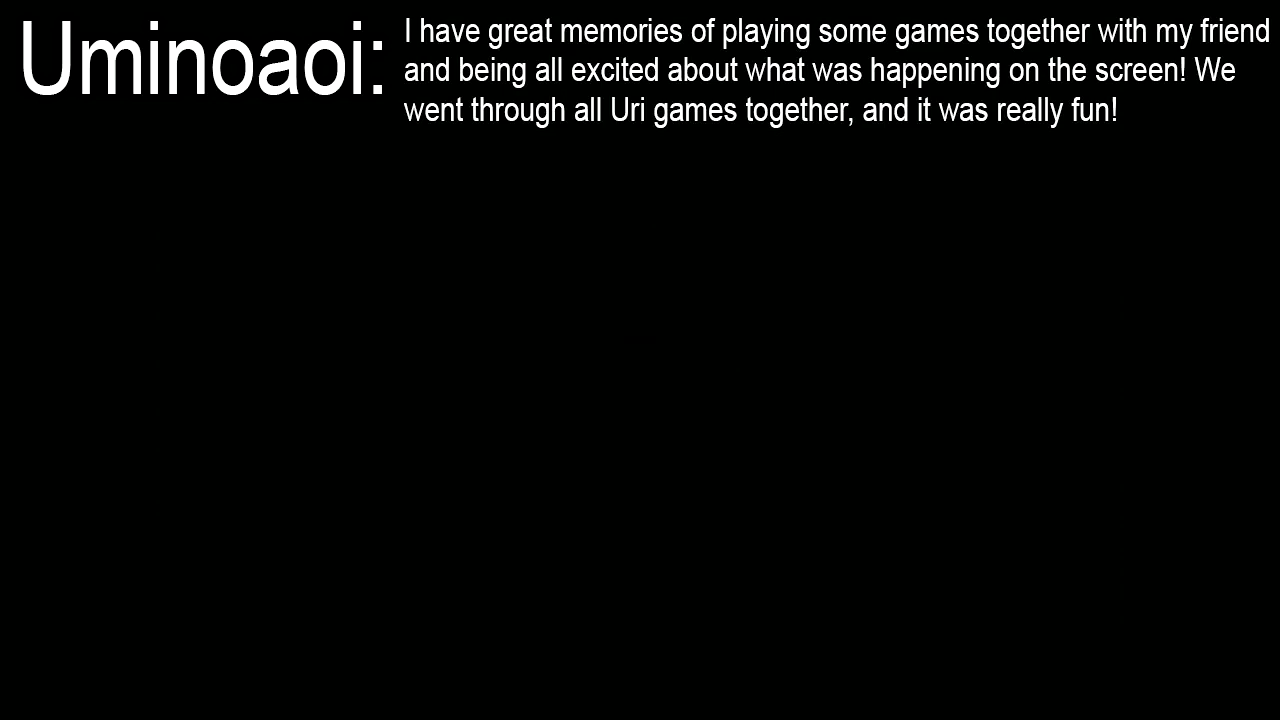 Uminoaoi:
I have great memories of playing some games together with my friend
and being all excited about what was happening on the screen! We
went through all Uri games together, and it was really fun!